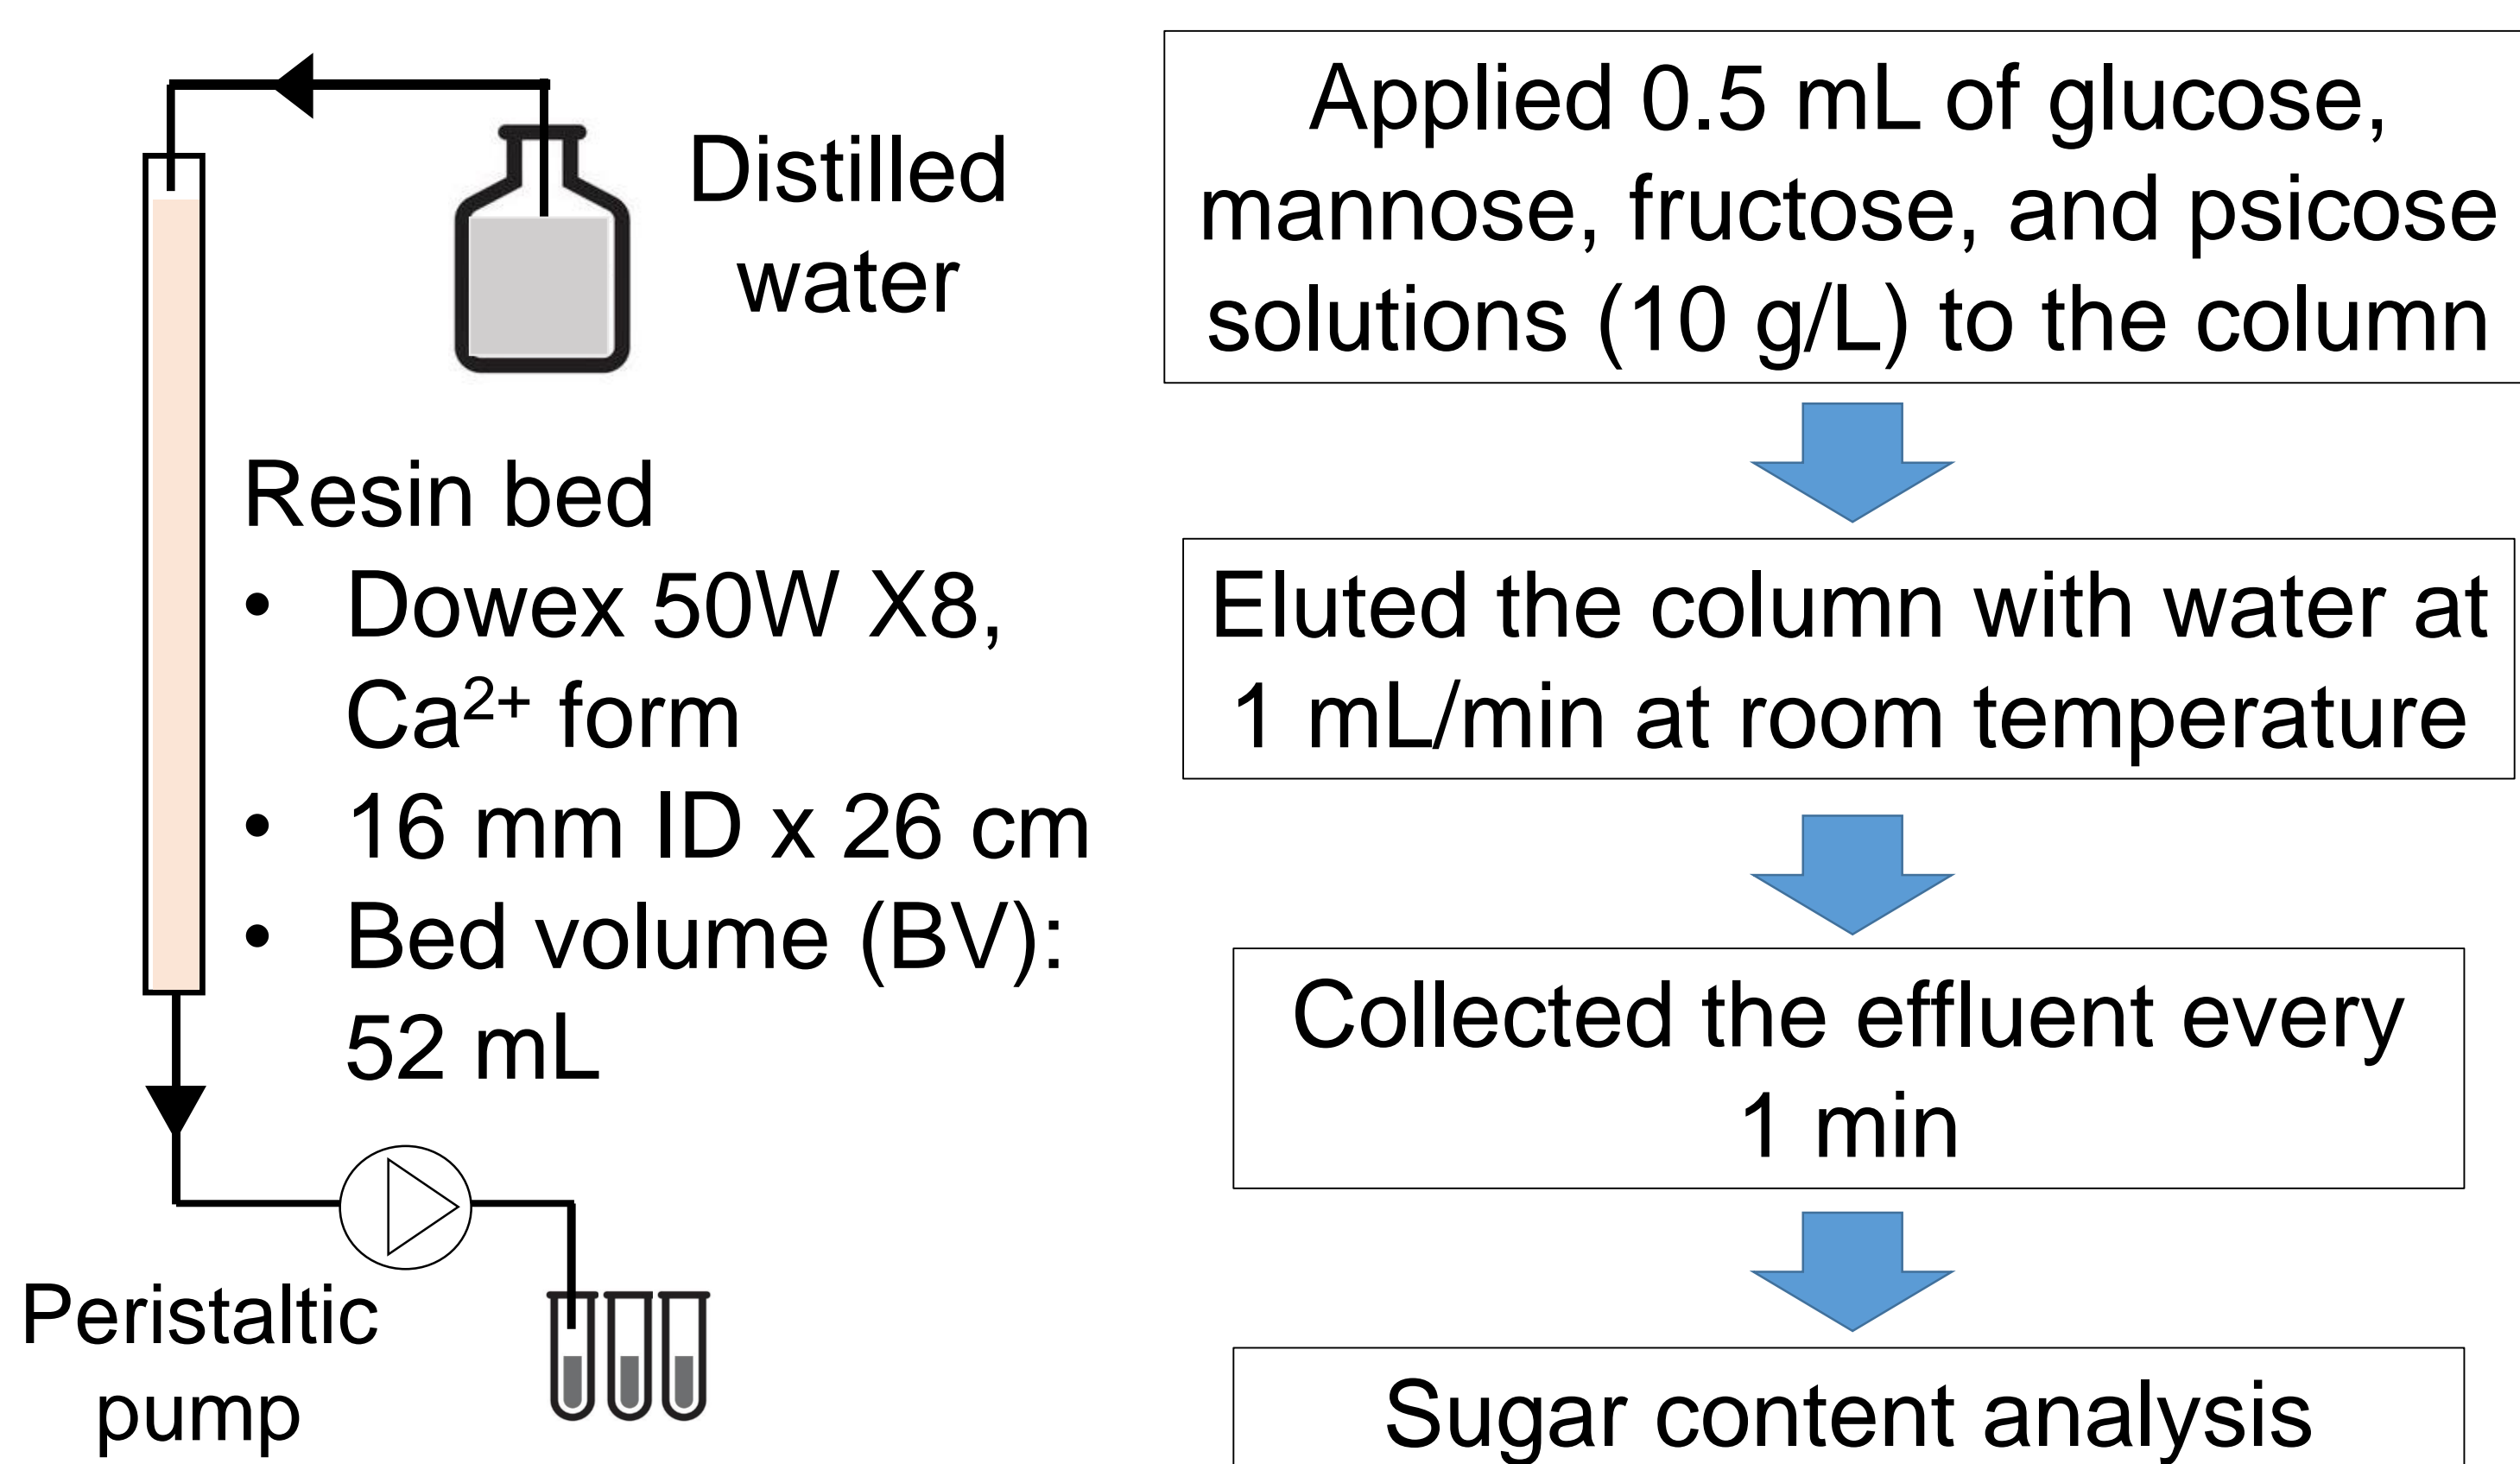 Distilled
water
Resin bed
• Dowex 50W X8,
Ca²⁺ form
• 16 mm ID x 26 cm
• Bed volume (BV):
52 mL
Peristaltic
pump
Applied 0.5 mL of glucose,
mannose, fructose, and psicose
solutions (10 g/L) to the column
Eluted the column with water at
1 mL/min at room temperature
Collected the effluent every
1 min
Sugar content analysis